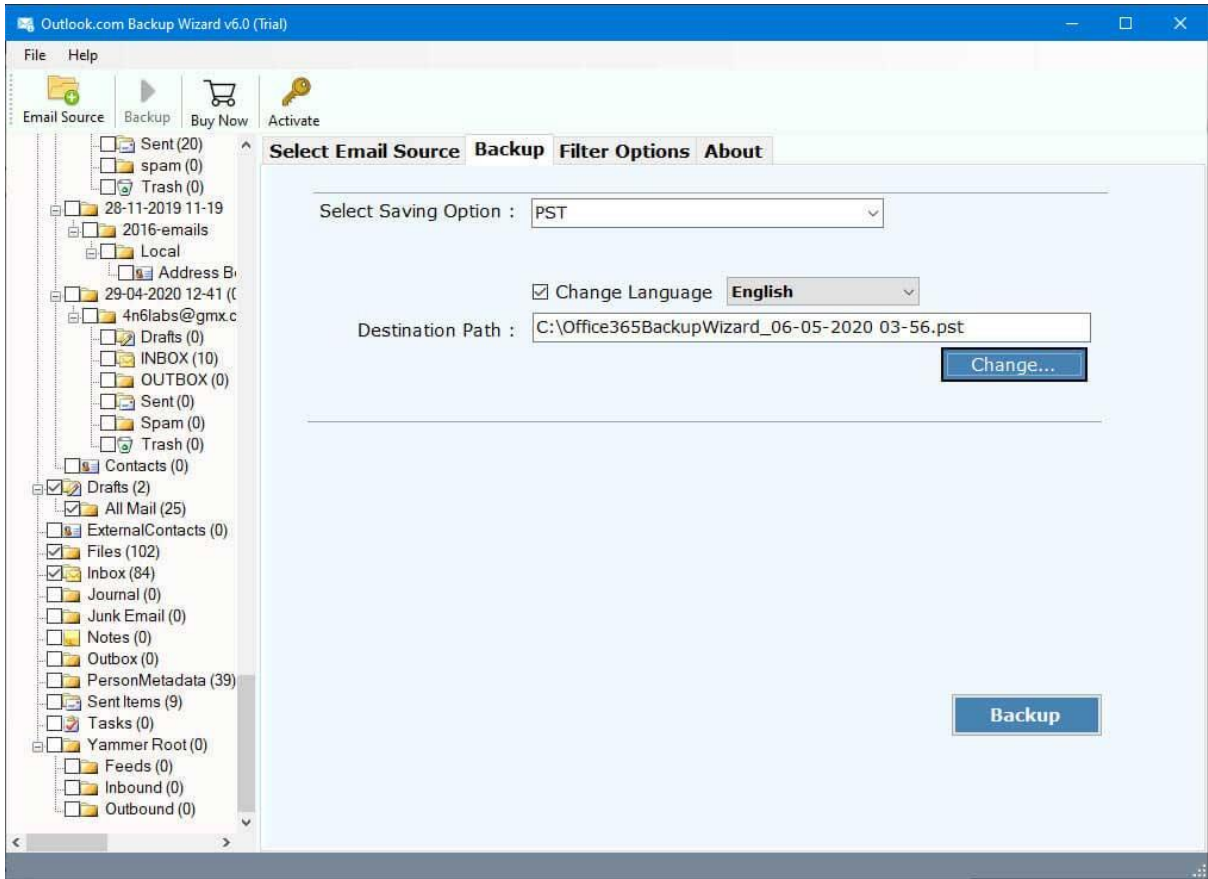 Outlook.com Backup Wizard v6.0 (Trial)
File Help
Email Source Backup Buy Now Activate
Sent (20)
spam (0)
Trash (0)
28-11-2019 11-19
2016-emails
Local
Address B
29-04-2020 12-41 (
4n6labs@gmx.c
Drafts (0)
INBOX (10)
OUTBOX (0)
Sent (0)
Spam (0)
Trash (0)
Contacts (0)
Drafts (2)
All Mail (25)
ExternalContacts (0)
Files (102)
Inbox (84)
Journal (0)
Junk Email (0)
Notes (0)
Outbox (0)
PersonMetadata (39)
Sent Items (9)
Tasks (0)
Yammer Root (0)
Feeds (0)
Inbound (0)
Outbound (0)
Select Email Source Backup Filter Options About
Select Saving Option : PST
Change Language English
Destination Path : C:\Office365BackupWizard_06-05-2020 03-56.pst
Change...
Backup